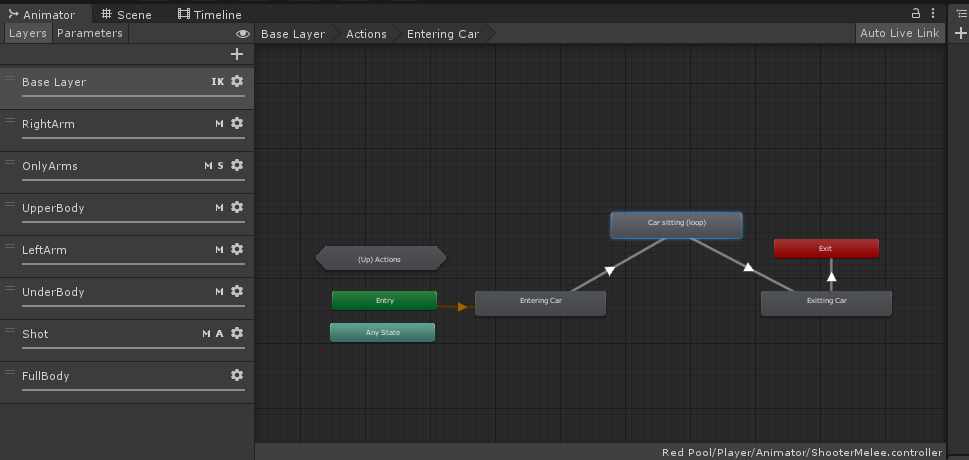 Animator Scene Timeline
Layers Parameters
Base Layer Actions Entering Car Auto Live Link
Base Layer IK
RightArm M
OnlyArms M S
UpperBody M
LeftArm M
UnderBody M
Shot M A
FullBody
Car sitting (loop)
(Up) Actions
Exit
Entry
Entering Car
Exitting Car
Any State
Red Pool/Player/Animator/ShooterMelee.controller